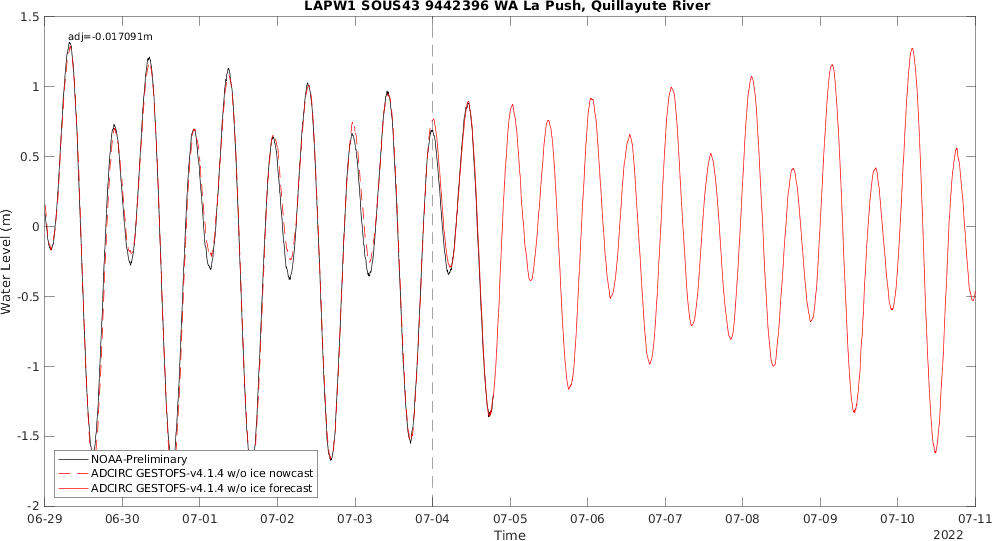 LAPW1 SOUS43 9442396 WA La Push, Quillayute River
adj=-0.017091m
1.5
1
0.5
0
-0.5
-1
-1.5
-2
Water Level (m)
NOAA-Preliminary
ADCIRC GESTOFS-v4.1.4 w/o ice nowcast
ADCIRC GESTOFS-v4.1.4 w/o ice forecast
06-29 06-30 07-01 07-02 07-03 07-04 07-05 07-06 07-07 07-08 07-09 07-10 07-11
Time
2022